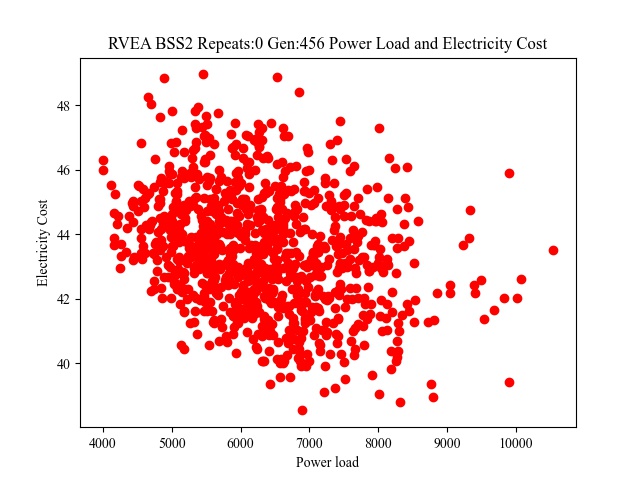 RVEA BSS2 Repeats:0 Gen:456 Power Load and Electricity Cost
48
46
44
42
40
Electricity Cost
4000 5000 6000 7000 8000 9000 10000
Power load